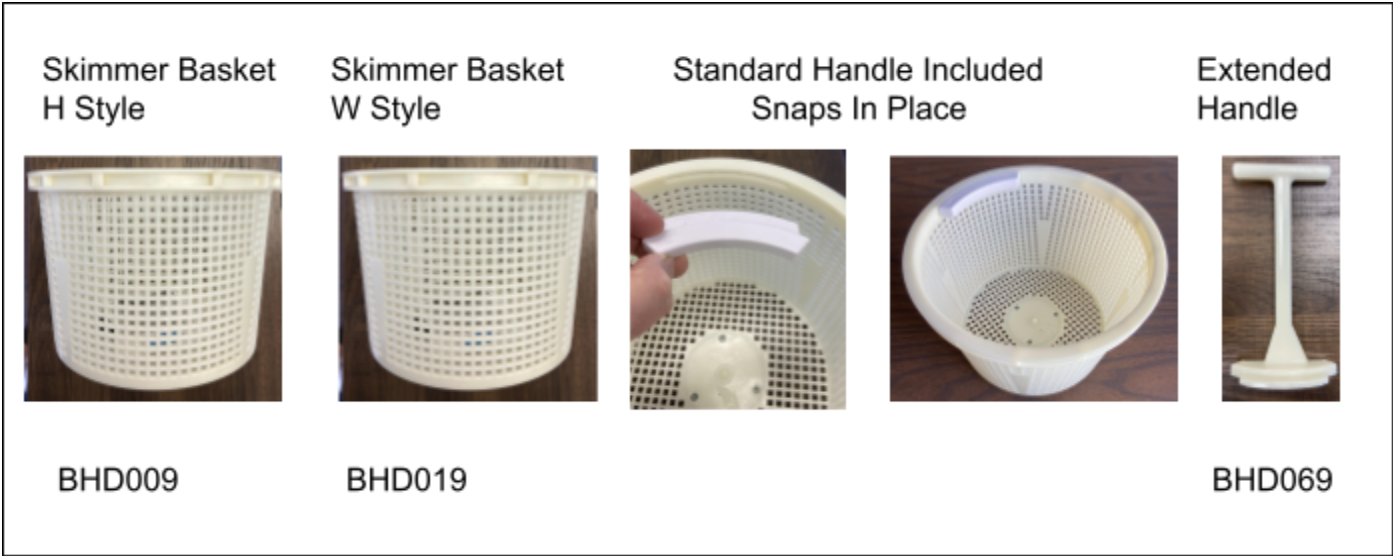 Skimmer Basket
H Style
Skimmer Basket
W Style
Standard Handle Included
Snaps In Place
Extended
Handle
BHD009
BHD019
BHD069